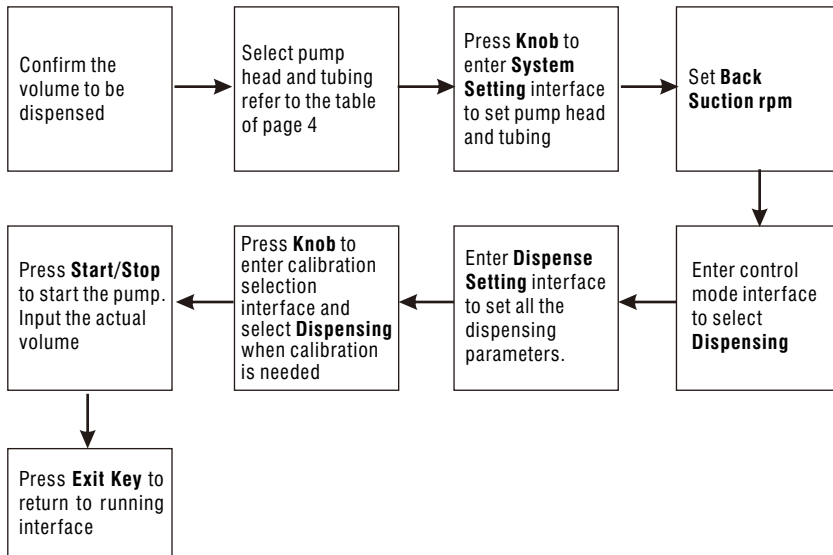 Confirm the
volume to be
dispensed
Select pump
head and tubing
refer to the table
of page 4
Press Knob to
enter System
Setting interface
to set pump head
and tubing
Set Back
Suction rpm
Enter control
mode interface
to select
Dispensing
Enter Dispense
Setting interface
to set all the
dispensing
parameters.
Press Knob to
enter calibration
selection
interface and
select Dispensing
when calibration
is needed
Press Start/Stop
to start the pump.
Input the actual
volume
Press Exit Key to
return to running
interface